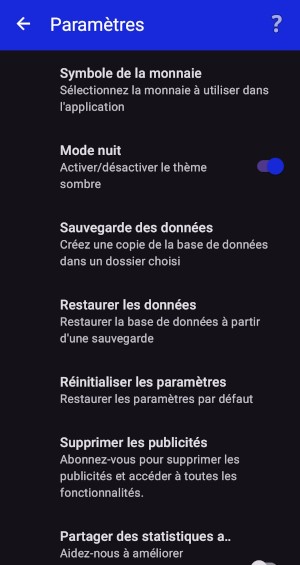 Paramètres
?
Symbole de la monnaie
Sélectionnez la monnaie à utiliser dans
l'application
Mode nuit
Activer/désactiver le thème
sombre
Sauvegarde des données
Créez une copie de la base de données
dans un dossier choisi
Restaurer les données
Restaurer la base de données à partir
d'une sauvegarde
Réinitialiser les paramètres
Restaurer les paramètres par défaut
Supprimer les publicités
Abonnez-vous pour supprimer les
publicités et accéder à toutes les
fonctionnalités.
Partager des statistiques a..
Aidez-nous à améliorer